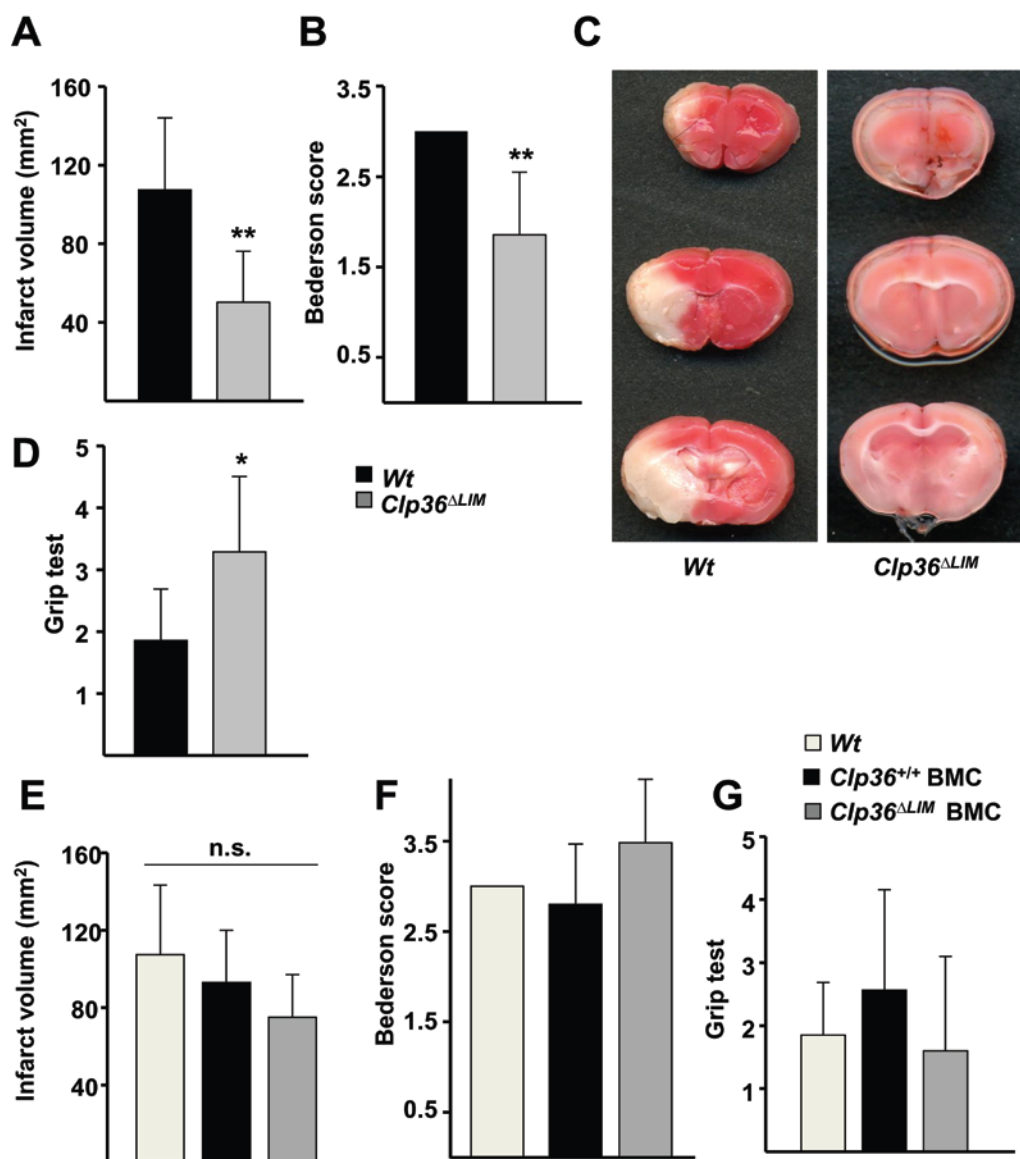 A
Infarct volume (mm²)
160
120
80
40
**
B
Bederson score
3.5
2.5
1.5
0.5
**
C
Wt
Clp36ΔLIM
D
Grip test
5
4
3
2
1
*
Wt
Clp36ΔLIM
E
Infarct volume (mm²)
160
120
80
40
n.s.
F
Bederson score
3.5
2.5
1.5
0.5
Wt
Clp36+/+ BMC
Clp36ΔLIM BMC
G
Grip test
5
4
3
2
1